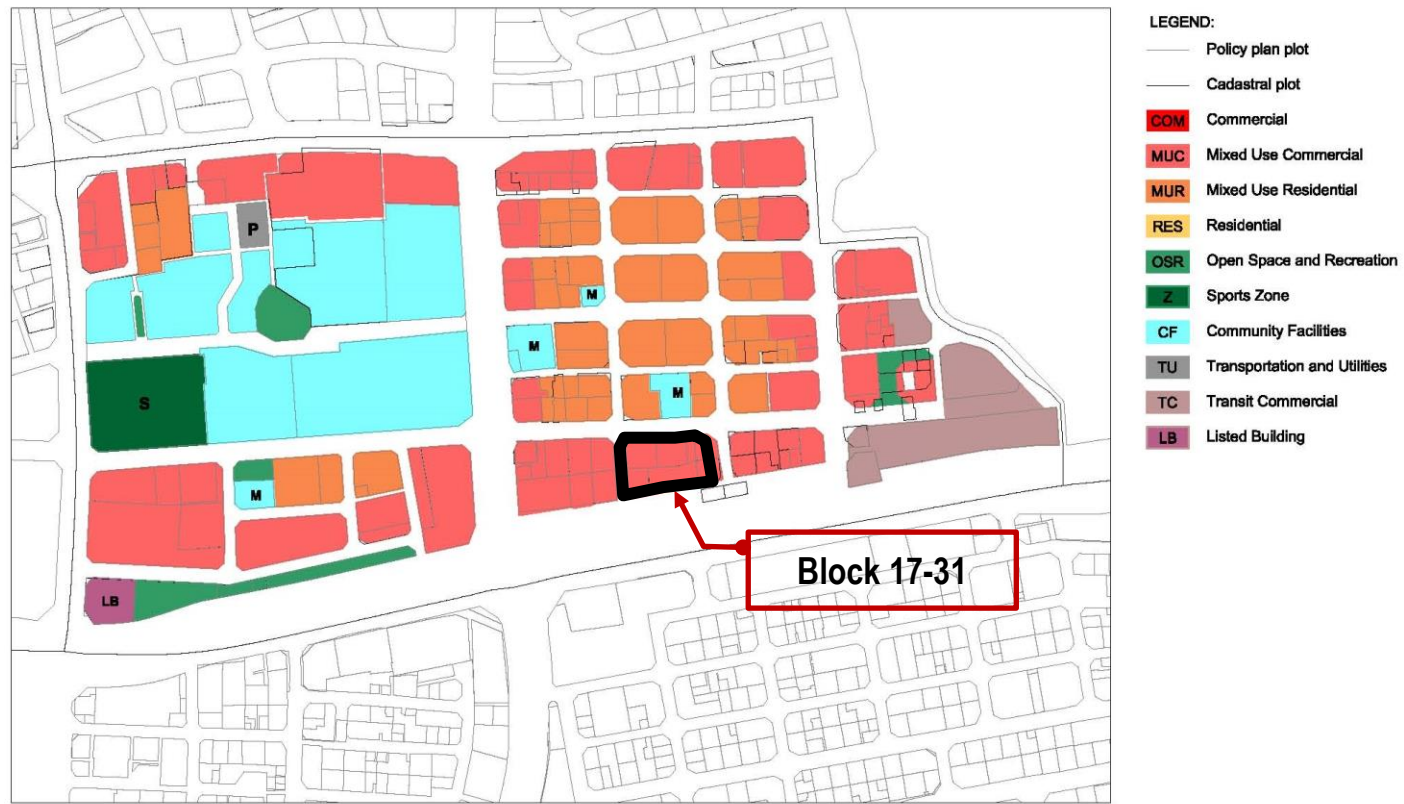 LEGEND:
Policy plan plot
Cadastral plot
COM Commercial
MUC Mixed Use Commercial
MUR Mixed Use Residential
RES Residential
OSR Open Space and Recreation
Z Sports Zone
CF Community Facilities
TU Transportation and Utilities
TC Transit Commercial
LB Listed Building
P
M
M
M
S
M
Block 17-31
LB